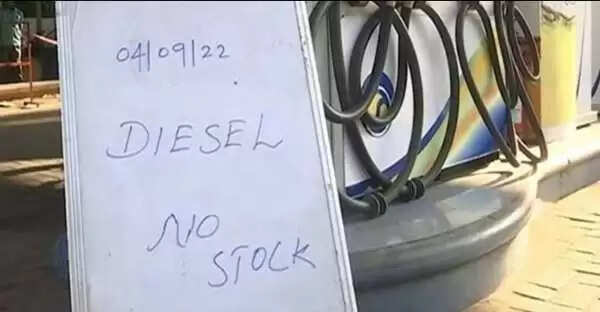 04/09/22
DIESEL
NO
STOCK